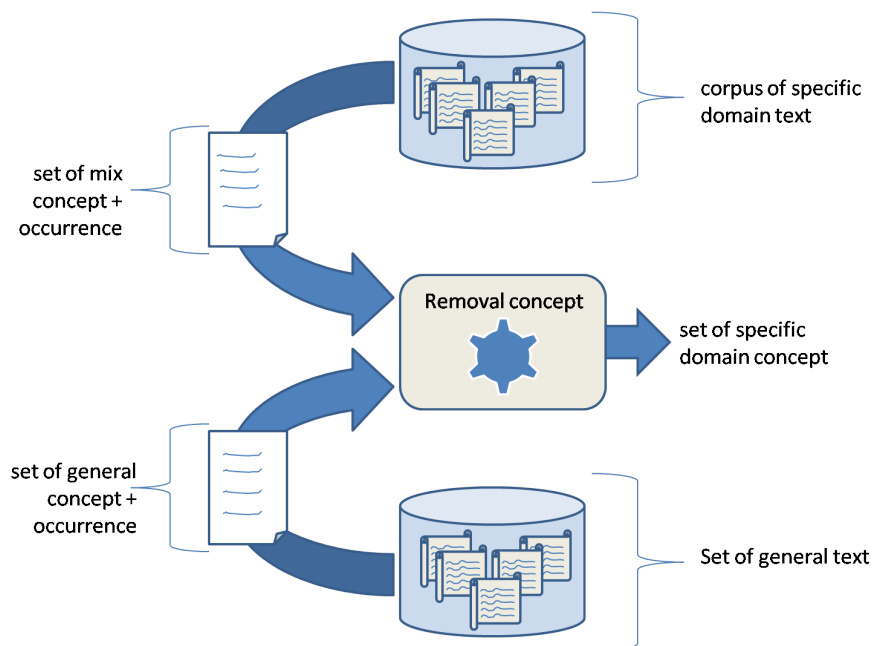 corpus of specific
domain text
set of mix
concept +
occurrence
Removal concept
set of specific
domain concept
set of general
concept +
occurrence
Set of general text